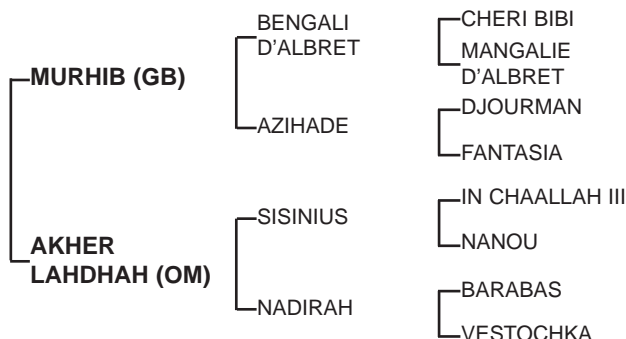 MURHIB (GB)
BENGALI
D'ALBRET
CHERI BIBI
MANGALIE
D'ALBRET
AZIHADE
DJOURMAN
FANTASIA
AKHER
LAHDHAH (OM)
SISINIUS
IN CHAALLAH III
NANOU
NADIRAH
BARABAS
VESTOCHKA